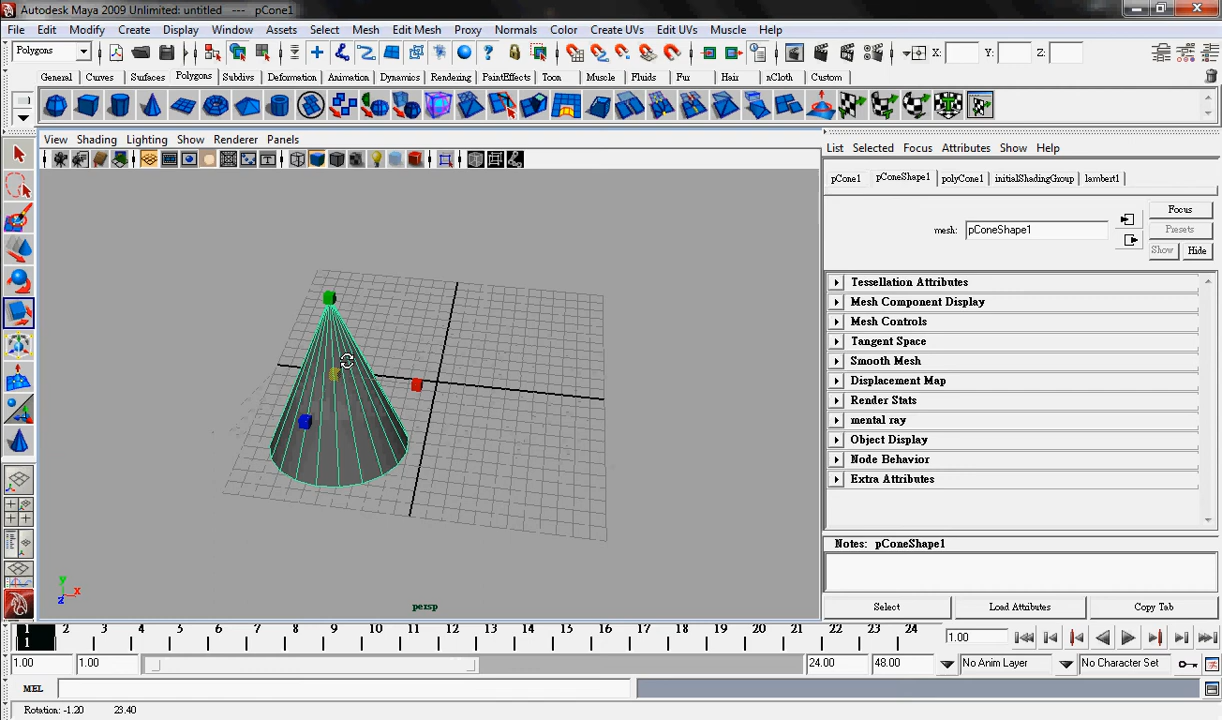 Autodesk Maya 2009 Unlimited: untitled --- pCone1
File Edit Modify Create Display Window Assets Select Mesh Edit Mesh Proxy Normals Color Create UVs Edit UVs Muscle Help
Polygons X: Y: Z:
General Curves Surfaces Polygons Subdivs Deformation Animation Dynamics Rendering PaintEffects Toon Muscle Fluids Fur Hair nCloth Custom
View Shading Lighting Show Renderer Panels
List Selected Focus Attributes Show Help
pCone1 pConeShape1 polyCone1 initialShadingGroup lambert1
Focus
mesh: pConeShape1 Presets
Show Hide
Tessellation Attributes
Mesh Component Display
Mesh Controls
Tangent Space
Smooth Mesh
Displacement Map
Render Stats
mental ray
Object Display
Node Behavior
Extra Attributes
Notes: pConeShape1
y
x
z
persp
Select Load Attributes Copy Tab
1 2 3 4 5 6 7 8 9 10 11 12 13 14 15 16 17 18 19 20 21 22 23 24 1.00
1
1.00 1.00 24.00 48.00 No Anim Layer No Character Set
MEL
Rotation: -1.20 23.40